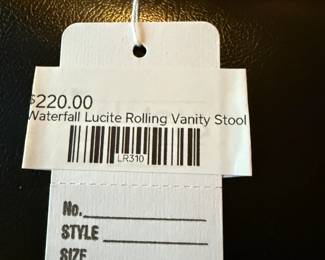 $220.00
Waterfall Lucite Rolling Vanity Stool
LR310
No.
STYLE
SIZE